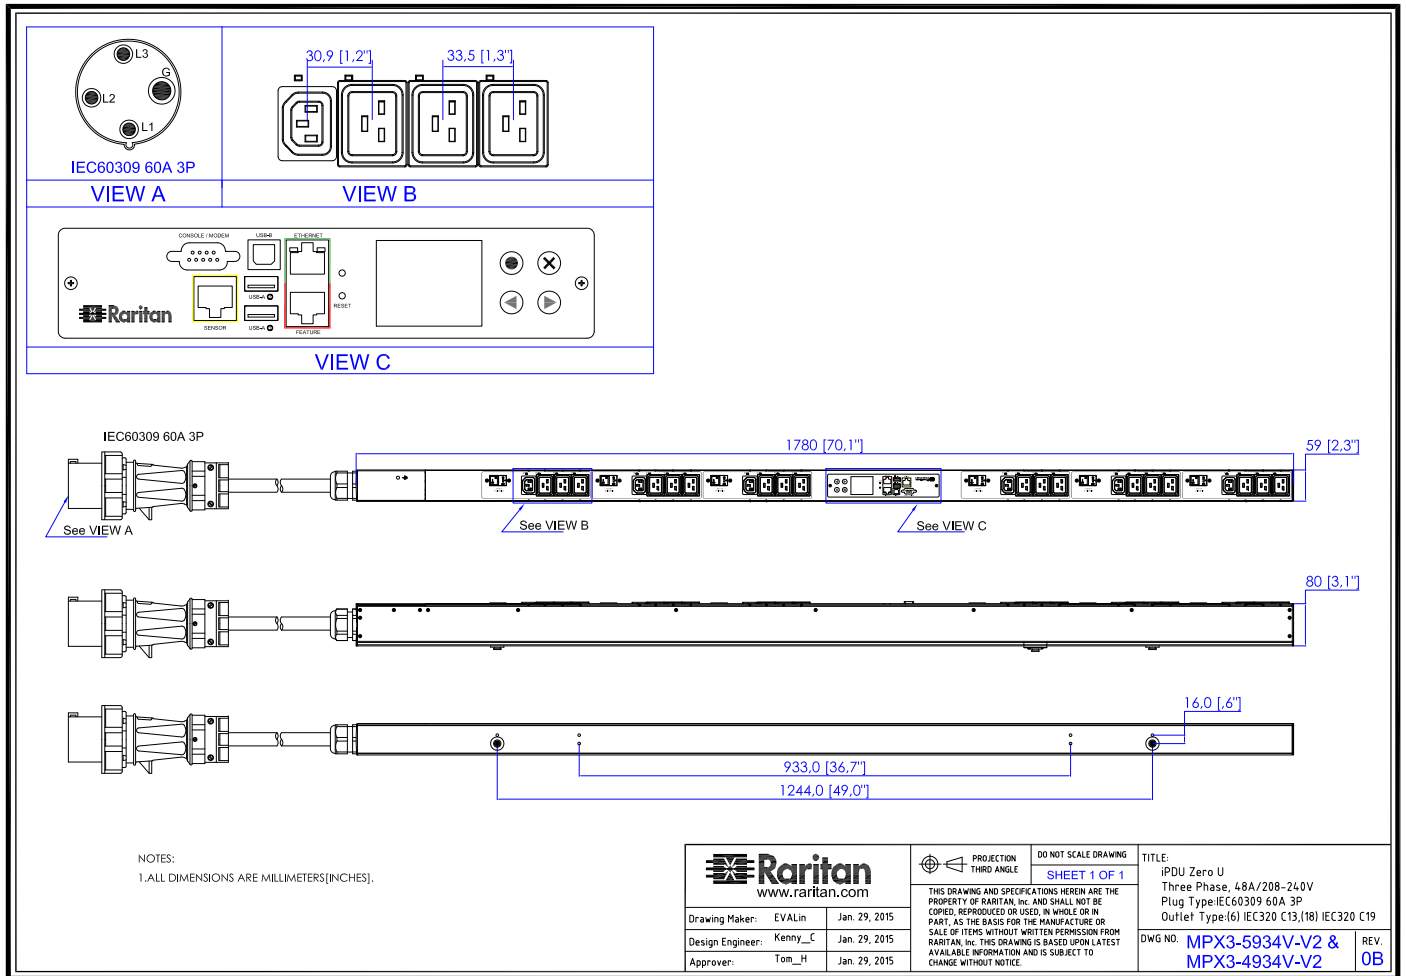 L3
G
L2
L1
IEC60309 60A 3P
VIEW A
30,9 [1,2"]
33,5 [1,3"]
VIEW B
CONSOLE / MODEM
USB-B
ETHERNET
Raritan
SENSOR
USB-A
USB-A
FEATURE
RESET
VIEW C
IEC60309 60A 3P
See VIEW A
1780 [70,1"]
59 [2,3"]
See VIEW B
See VIEW C
80 [3,1"]
16,0 [,6"]
933,0 [36,7"]
1244,0 [49,0"]
NOTES:
1.ALL DIMENSIONS ARE MILLIMETERS[INCHES].
Raritan
www.raritan.com
Drawing Maker: EVALin Jan. 29, 2015
Design Engineer: Kenny_C Jan. 29, 2015
Approver: Tom_H Jan. 29, 2015
PROJECTION
THIRD ANGLE
DO NOT SCALE DRAWING
SHEET 1 OF 1
THIS DRAWING AND SPECIFICATIONS HEREIN ARE THE
PROPERTY OF RARITAN, Inc. AND SHALL NOT BE
COPIED, REPRODUCED OR USED, IN WHOLE OR IN
PART, AS THE BASIS FOR THE MANUFACTURE OR
SALE OF ITEMS WITHOUT WRITTEN PERMISSION FROM
RARITAN, Inc. THIS DRAWING IS BASED UPON LATEST
AVAILABLE INFORMATION AND IS SUBJECT TO
CHANGE WITHOUT NOTICE.
TITLE:
iPDU Zero U
Three Phase, 48A/208-240V
Plug Type:IEC60309 60A 3P
Outlet Type:(6) IEC320 C13,(18) IEC320 C19
DWG NO. MPX3-5934V-V2 &
MPX3-4934V-V2
REV.
0B